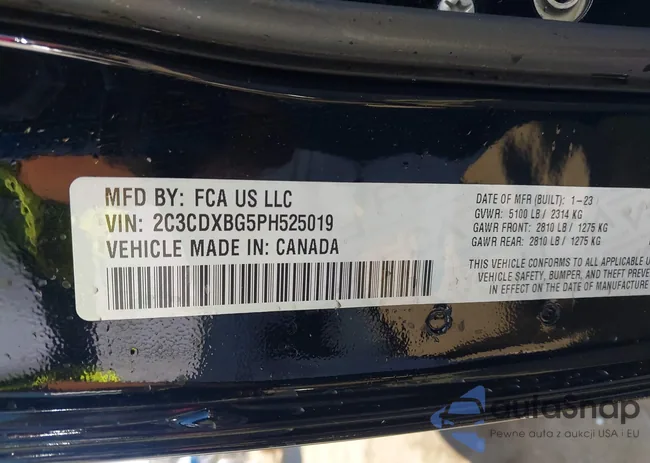 MFD BY: FCA US LLC
VIN: 2C3CDXBG5PH525019
VEHICLE MADE IN: CANADA
DATE OF MFR (BUILT): 1-23
GVWR: 5100 LB / 2314 KG
GAWR FRONT: 2810 LB / 1275 KG
GAWR REAR: 2810 LB / 1275 KG
THIS VEHICLE CONFORMS TO ALL APPLICABLE U
VEHICLE SAFETY, BUMPER, AND THEFT PREVE
IN EFFECT ON THE DATE OF MANUFACTURE
autoSnap
Pewne auta z aukcji USA i EU